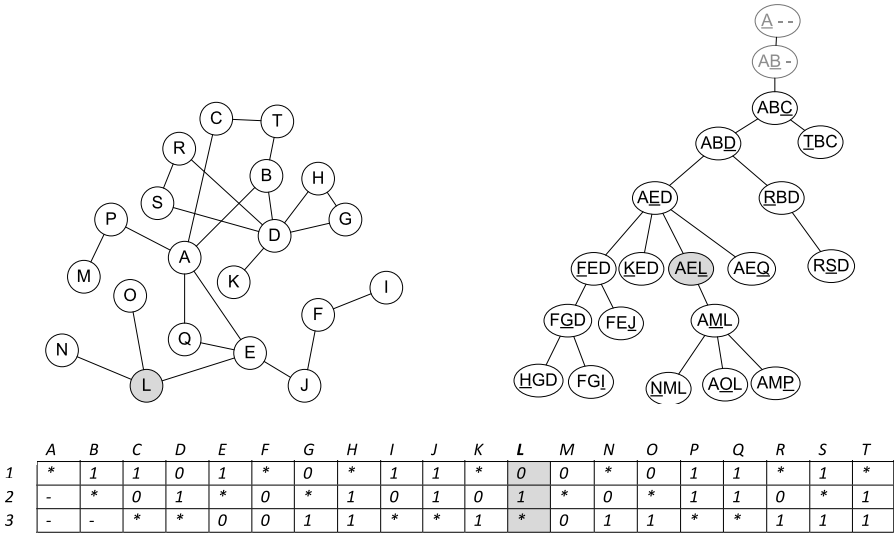 C
T
R
B
H
S
G
P
D
A
M
K
O
I
F
Q
N
E
L
J
A - -
AB -
ABC
ABD TBC
AED RBD
FED KED AEL AEQ RSD
FGD FEJ AML
HGD FGI NML AOL AMP
A B C D E F G H I J K L M N O P Q R S T
1 * 1 1 0 1 * 0 * 1 1 * 0 0 * 0 1 1 * 1 *
2 - * 0 1 * 0 * 1 0 1 0 1 * 0 * 1 1 0 * 1
3 - - * * 0 0 1 1 * * 1 * 0 1 1 * * 1 1 1